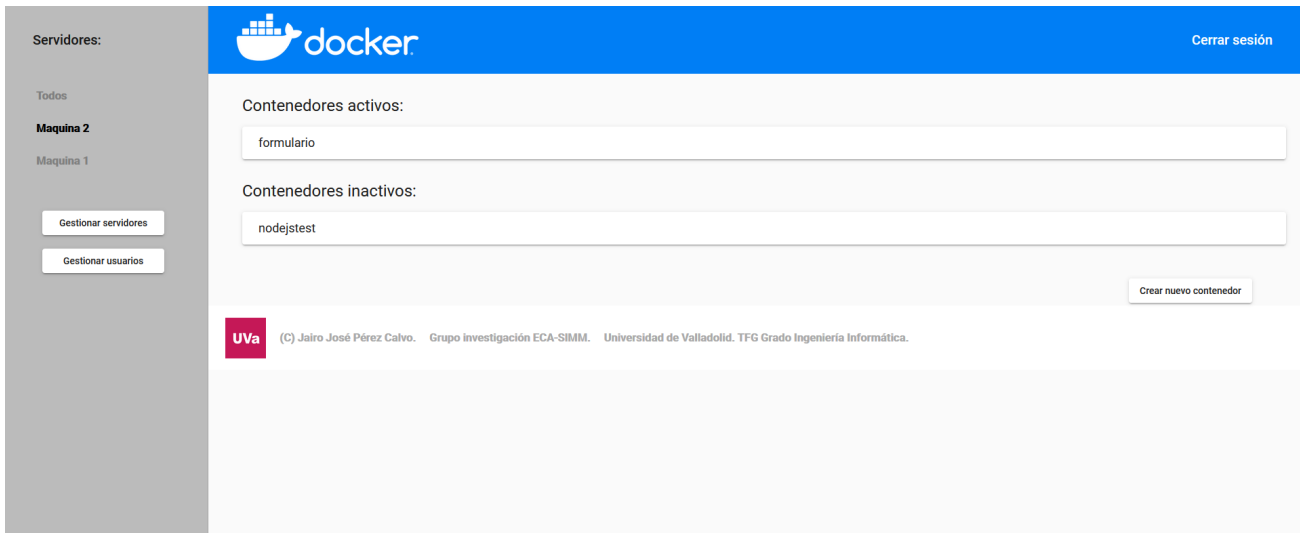 Servidores:
Todos
Maquina 2
Maquina 1
Gestionar servidores
Gestionar usuarios
docker
Cerrar sesión
Contenedores activos:
formulario
Contenedores inactivos:
nodejstest
Crear nuevo contenedor
UVa (C) Jairo José Pérez Calvo. Grupo investigación ECA-SIMM. Universidad de Valladolid. TFG Grado Ingeniería Informática.